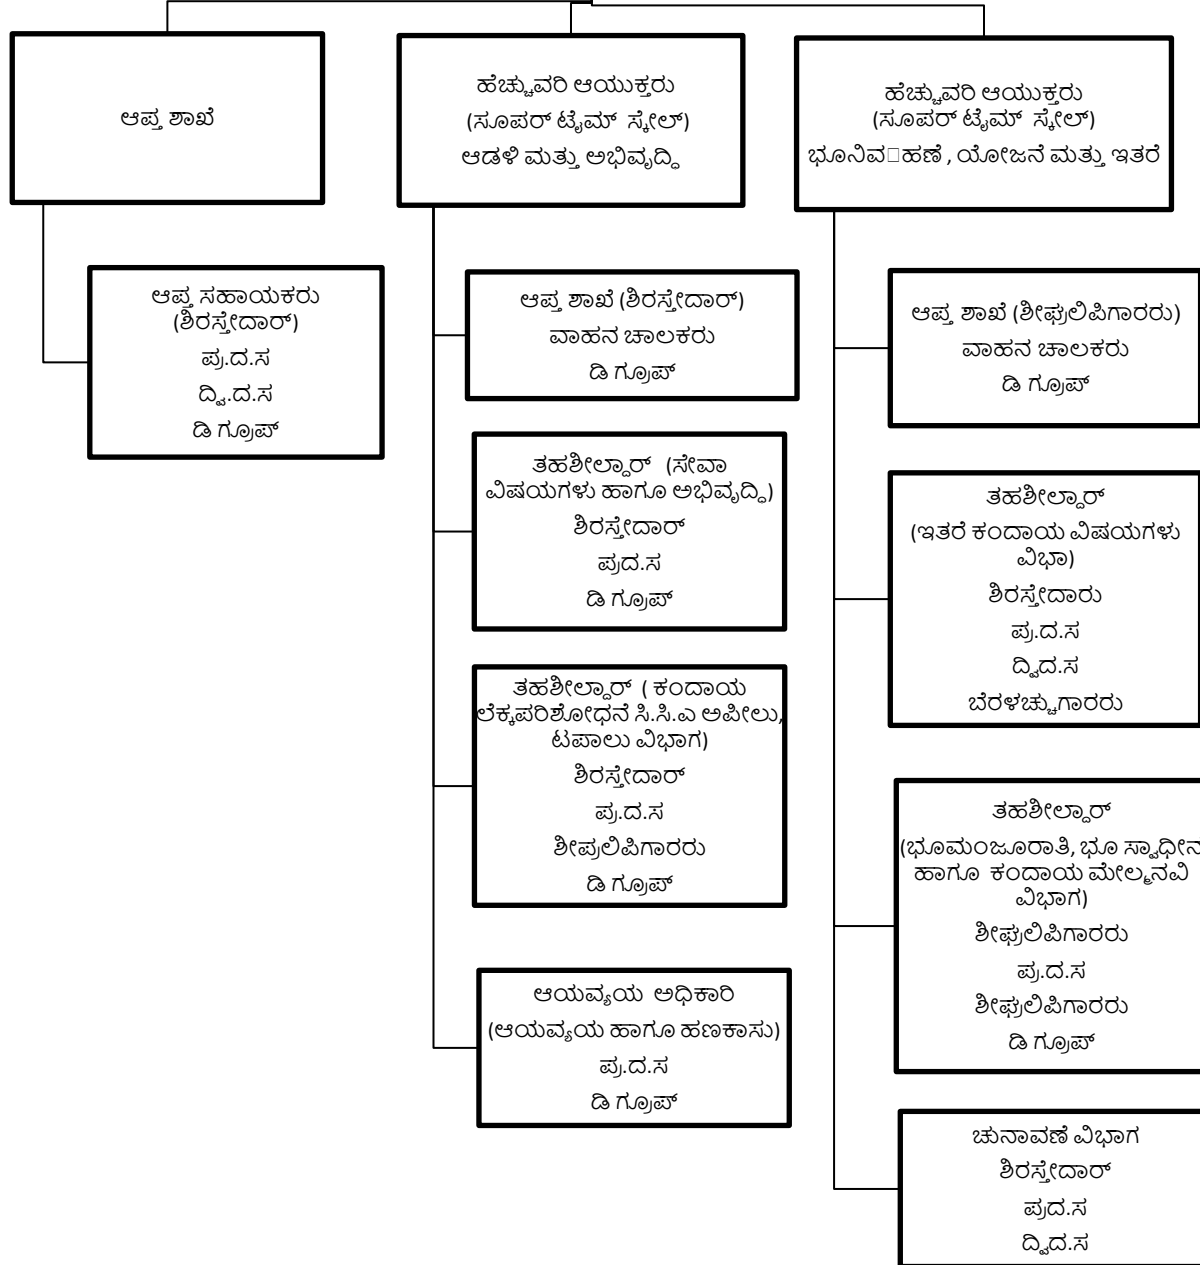 ಆಪ್ತ ಶಾಖೆ
ಹೆಚ್ಚುವರಿ ಆಯುಕ್ತರು
(ಸೂಪರ್ ಟೈಮ್ ಸ್ಕೇಲ್)
ಆಡಳಿ ಮತ್ತು ಅಭಿವೃದ್ದಿ
ಹೆಚ್ಚುವರಿ ಆಯುಕ್ತರು
(ಸೂಪರ್ ಟೈಮ್ ಸ್ಕೇಲ್)
ಭೂನಿವ□ಹಣೆ , ಯೋಜನೆ ಮತ್ತು ಇತರೆ
ಆಪ್ತ ಸಹಾಯಕರು
(ಶಿರಸ್ತೇದಾರ್)
ಪ್ರ.ದ.ಸ
ದ್ವಿ.ದ.ಸ
ಡಿ ಗ್ರೂಪ್
ಆಪ್ತ ಶಾಖೆ (ಶಿರಸ್ತೇದಾರ್)
ವಾಹನ ಚಾಲಕರು
ಡಿ ಗ್ರೂಪ್
ತಹಶೀಲ್ದಾರ್ (ಸೇವಾ
ವಿಷಯಗಳು ಹಾಗೂ ಅಭಿವೃದ್ದಿ)
ಶಿರಸ್ತೇದಾರ್
ಪ್ರದ.ಸ
ಡಿ ಗ್ರೂಪ್
ತಹಶೀಲ್ದಾರ್ ( ಕಂದಾಯ
ಲೆಕ್ಕಪರಿಶೋಧನೆ ಸಿ.ಸಿ.ಎ ಅಪೀಲು,
ಟಪಾಲು ವಿಭಾಗ)
ಶಿರಸ್ತೇದಾರ್
ಪ್ರ.ದ.ಸ
ಶೀಪ್ರಲಿಪಿಗಾರರು
ಡಿ ಗ್ರೂಪ್
ಆಯವ್ಯಯ ಅಧಿಕಾರಿ
(ಆಯವ್ಯಯ ಹಾಗೂ ಹಣಕಾಸು)
ಪ್ರ.ದ.ಸ
ಡಿ ಗ್ರೂಪ್
ಆಪ್ತ ಶಾಖೆ (ಶೀಘ್ರಲಿಪಿಗಾರರು)
ವಾಹನ ಚಾಲಕರು
ಡಿ ಗ್ರೂಪ್
ತಹಶೀಲ್ದಾರ್
(ಇತರೆ ಕಂದಾಯ ವಿಷಯಗಳು
ವಿಭಾ)
ಶಿರಸ್ತೇದಾರು
ಪ್ರ.ದ.ಸ
ದ್ವಿದ.ಸ
ಬೆರಳಚ್ಚುಗಾರರು
ತಹಶೀಲ್ದಾರ್
(ಭೂಮಂಜೂರಾತಿ, ಭೂ ಸ್ವಾಧೀನ
ಹಾಗೂ ಕಂದಾಯ ಮೇಲ್ಮನವಿ
ವಿಭಾಗ)
ಶೀಘ್ರಲಿಪಿಗಾರರು
ಪ್ರ.ದ.ಸ
ಶೀಘ್ರಲಿಪಿಗಾರರು
ಡಿ ಗ್ರೂಪ್
ಚುನಾವಣೆ ವಿಭಾಗ
ಶಿರಸ್ತೇದಾರ್
ಪ್ರದ.ಸ
ದ್ವಿದ.ಸ